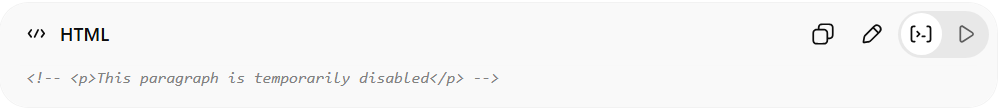 HTML
<!-- <p>This paragraph is temporarily disabled</p> -->